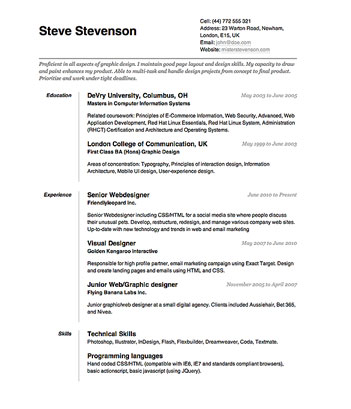 Steve Stevenson
Cell: (44) 772 555 321
Address: 23 Warton Road, Newham,
London, E15, UK
Email: john@doe.com
Website: misterstevenson.com
Proficient in all aspects of graphic design. I maintain good page layout and design skills. My capacity to draw
and paint enhances my product. Able to multi-task and handle design projects from concept to final product.
Prioritize and work under tight deadlines.
Education
DeVry University, Columbus, OH
May 2003 to June 2005
Masters in Computer Information Systems
Related coursework: Principles of E-Commerce Information, Web Security, Advanced, Web
Application Development, Red Hat Linux Essentials, Red Hat Linux System, Administration
(RHCT) Certification and Architecture and Operating Systems.
London College of Communication, UK
May 1999 to June 2003
First Class BA (Hons) Graphic Design
Areas of concentration: Typography, Principles of interaction design, Information
Architecture, Mobile UI design, User-experience design.
Experience
Senior Webdesigner
June 2010 to Present
Friendlyleopard Inc.
Senior Webdesigner including CSS/HTML for a social media site where people discuss
their unusual pets. Develop, restructure, redesign, and manage various company web sites.
Up-to-date with new technology and trends in web and email marketing
Visual Designer
May 2007 to June 2010
Golden Kangaroo Interactive
Responsible for high profile partner, email marketing campaign using Exact Target. Design
and create landing pages and emails using HTML and CSS.
Junior Web/Graphic designer
November 2005 to April 2007
Flying Banana Labs Inc.
Junior graphicheb designer at a small digital agency. Clients included Aussiehair, Bet 365,
and Nivea.
Skills
Technical Skills
Photoshop, Illustrator, InDesign, Flash, Flexbuilder, Dreamweaver, Coda, Textmate.
Programming languages
Hand coded CSS/HTML (compatible with IE6, IE7 and standards compliant browsers),
basic actionscript, basic javascript (using JQuery).